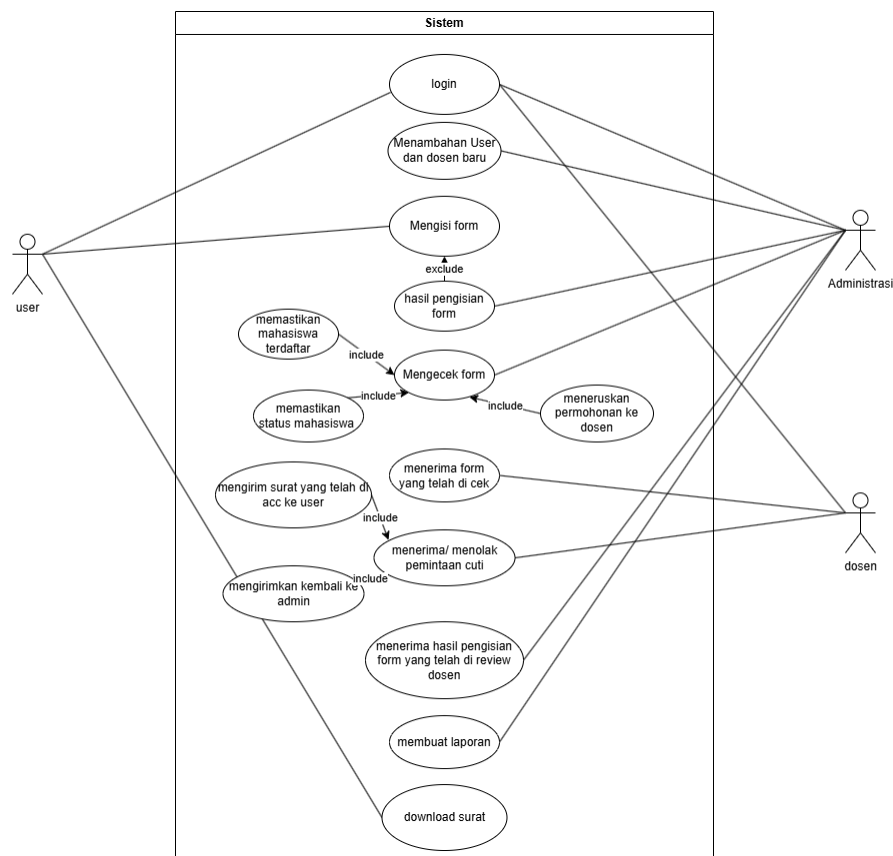 Sistem
login
Menambahan User
dan dosen baru
Mengisi form
exclude
hasil pengisian
form
memastikan
mahasiswa
terdaftar
include
Mengecek form
include
memastikan
status mahasiswa
include
meneruskan
permohonan ke
dosen
menerima form
yang telah di cek
mengirim surat yang telah di
acc ke user
include
menerima/ menolak
pemintaan cuti
include
mengirimkan kembali ke
admin
menerima hasil pengisian
form yang telah di review
dosen
membuat laporan
download surat
user
Administrasi
dosen